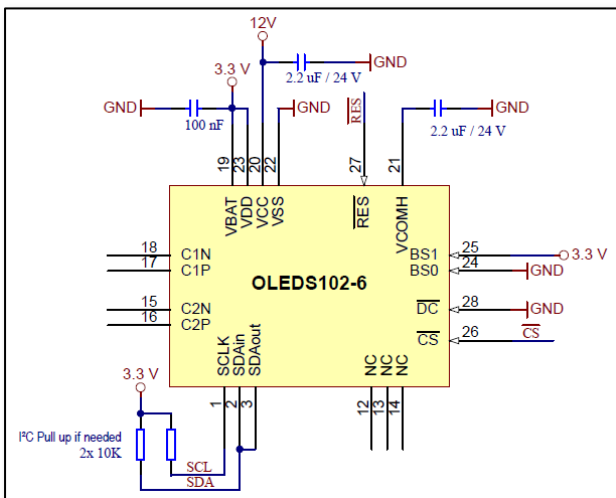 12V
3.3 V
GND
2.2 uF / 24 V
GND
GND
RES
GND
100 nF
2.2 uF / 24 V
19
23
20
22
27
21
VBAT
VDD
VCC
VSS
RES
VCOMH
18
C1N
17
C1P
15
C2N
16
C2P
OLEDS102-6
BS1
25
3.3 V
BS0
24
GND
DC
28
GND
CS
26
CS
SCLK
SDAin
SDAout
NC
NC
NC
1
2
3
12
13
14
3.3 V
I²C Pull up if needed
2x 10K
SCL
SDA